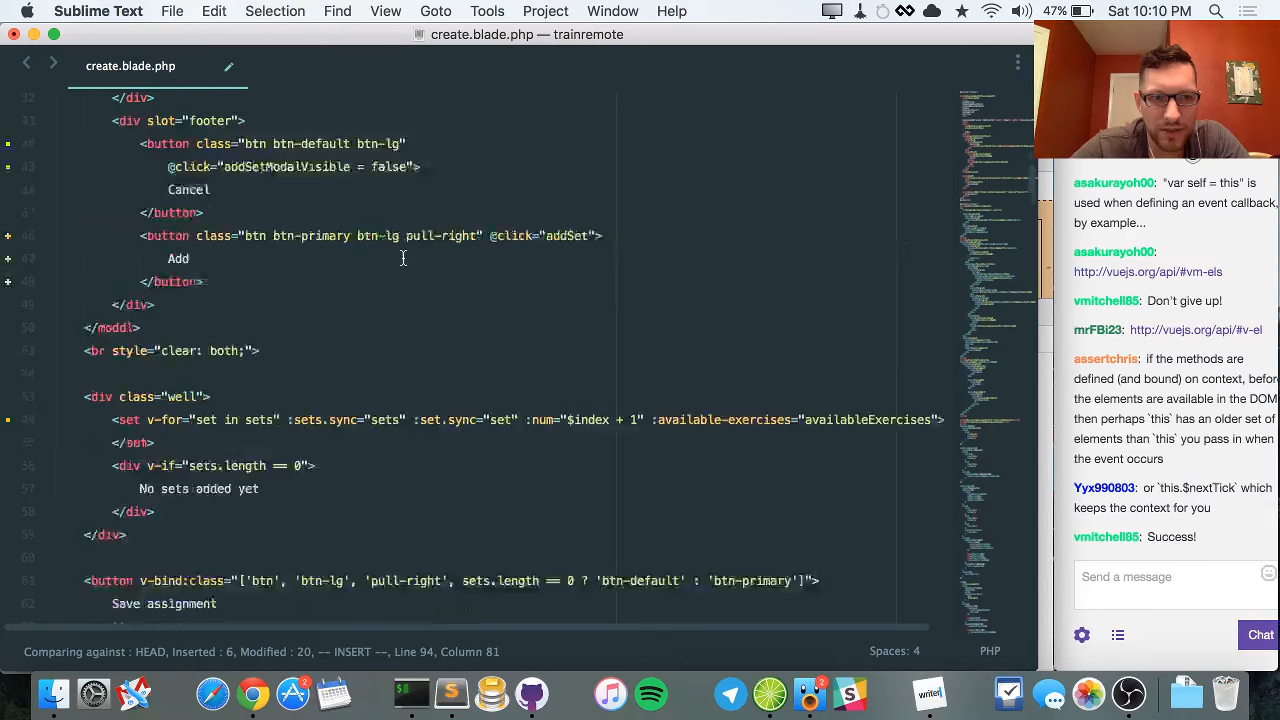 Sublime Text File Edit Selection Find View Goto Tools Project Window Help 47% Sat 10:10 PM
create.blade.php — trainremote
create.blade.php
</div>
<div slot="footer">
<button class="btn btn-default btn-lg"
@click="addSetModalVisible = false">
Cancel
</button>
<button class="btn btn-primary btn-lg pull-right" @click="addSet">
Add
</button>
49 </div>
50 </modal>
<br style="clear: both;">
<div class="well">
<set v-for="set in sets" :sets.sync="sets" :set.sync="set" :num="$index + 1" :available-exercises="availableExercises">
</set>
56 <div v-if="sets.length == 0">
57 No sets added yet
58 </div>
59 </div>
60
61 <button v-bind:class="['btn', 'btn-lg', 'pull-right', sets.length == 0 ? 'btn-default' : 'btn-primary']">
62 Save assignment
Comparing against : HEAD, Inserted : 6, Modified : 20, -- INSERT --, Line 94, Column 81 Spaces: 4 PHP
asakurayoh00: "var self = this" is
used when defining an event callback,
by example...
asakurayoh00:
http://vuejs.org/api/#vm-els
vmitchell85: Don't give up!
mrFBi23: http://vuejs.org/api/#v-el
assertchris: if the methods are
defined (and bound) on context, before
the elements are available in the DOM
then perhaps `this` has an older set of
elements than `this` you pass in when
the event occurs
Yyx990803: or `this.$nextTick` which
keeps the context for you
vmitchell85: Success!
Send a message
Chat
writer